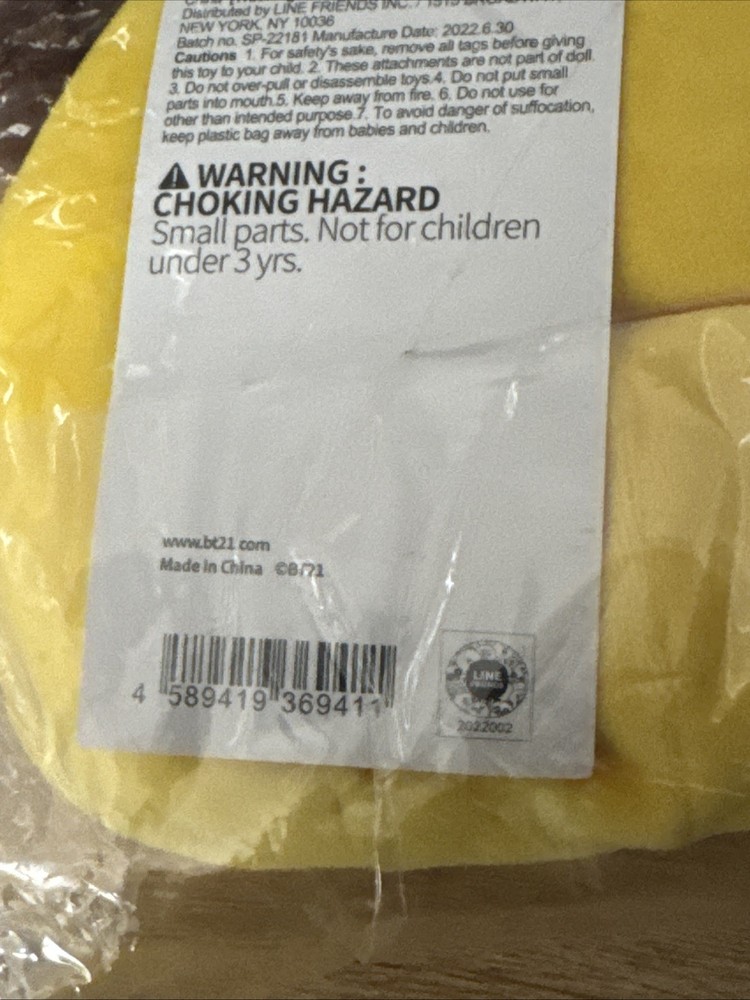 Distributed by LINE FRIENDS INC. / 1515
NEW YORK, NY 10036
Batch no. SP-22181 Manufacture Date: 2022.6.30
Cautions 1. For safety's sake, remove all tags before giving
this toy to your child. 2. These attachments are not part of doll.
3. Do not over-pull or disassemble toys.4. Do not put small
parts into mouth.5. Keep away from fire. 6. Do not use for
other than intended purpose.7. To avoid danger of suffocation,
keep plastic bag away from babies and children.
WARNING :
CHOKING HAZARD
Small parts. Not for children
under 3 yrs.
www.bt21.com
Made in China ©BT21
4 589419 369411
LINE
FRIENDS
2022002